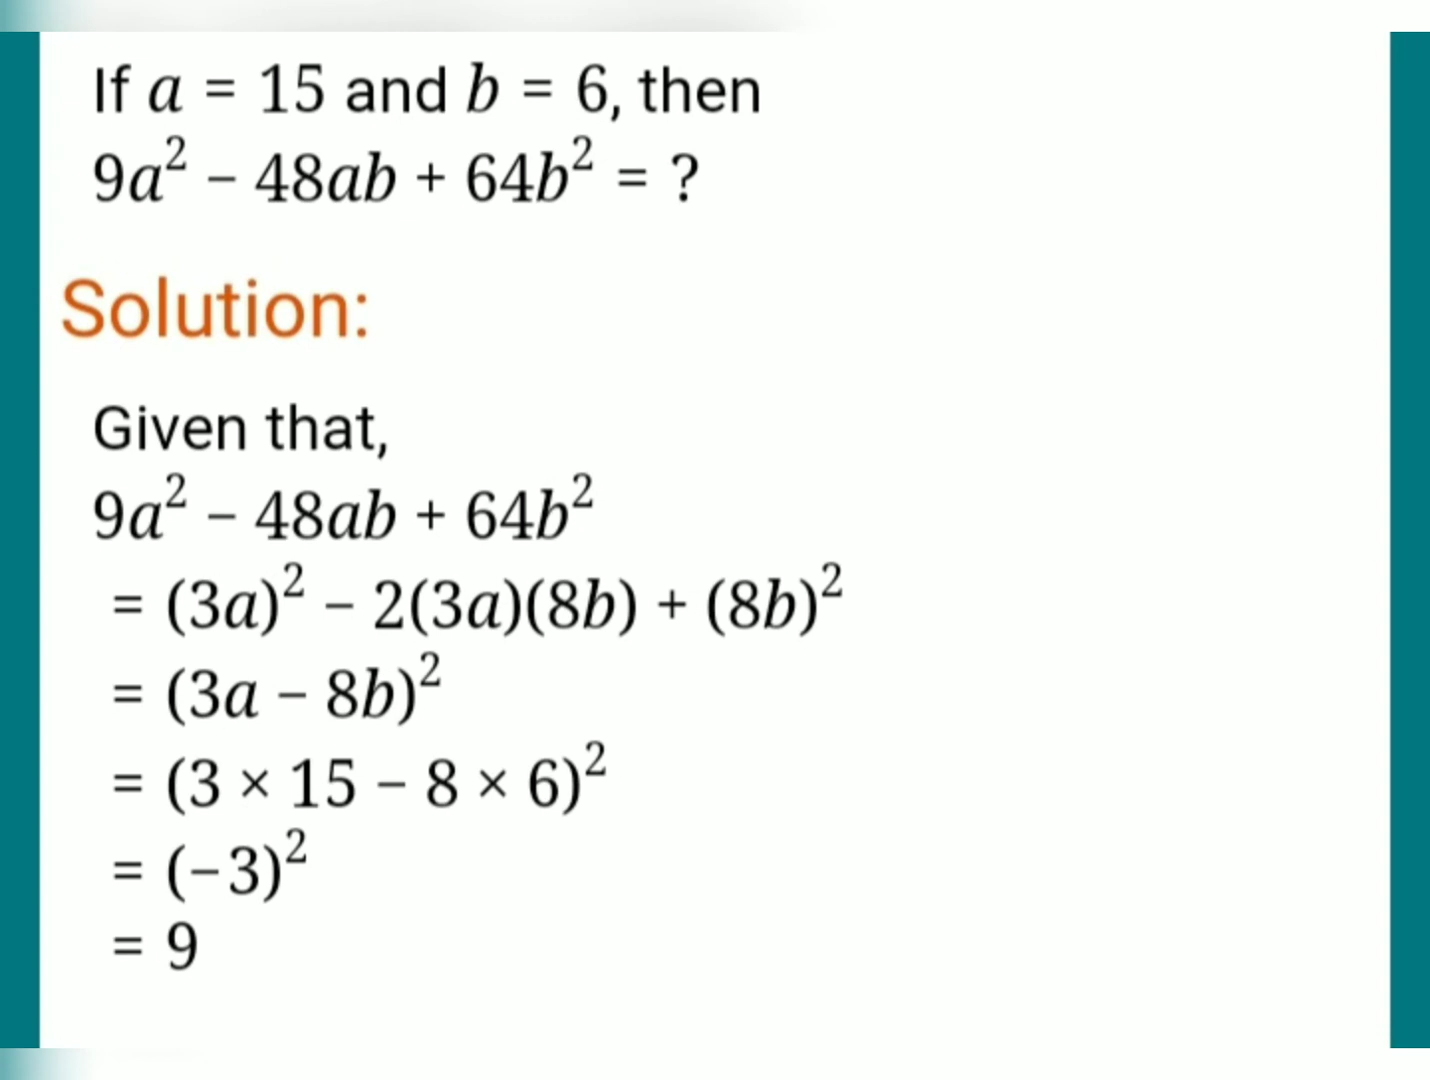 If a = 15 and b = 6, then
9a² − 48ab + 64b² = ?
Solution:
Given that,
9a² − 48ab + 64b²
= (3a)² − 2(3a)(8b) + (8b)²
= (3a − 8b)²
= (3 × 15 − 8 × 6)²
= (−3)²
= 9